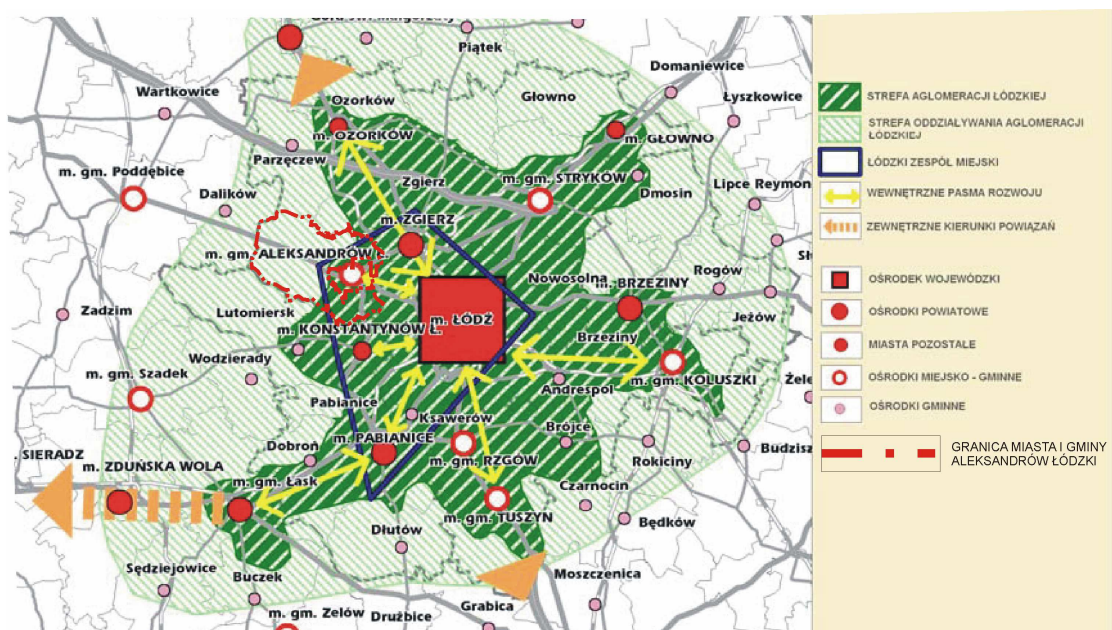 Piątek
Domaniewice
Wartkowice
Łyszkowice
Ozorków
Głowno
m. OZORKÓW
m. GŁOWNO
Parzęczew
m. gm. Poddębice
Zgierz
m. gm. STRYKÓW
Dalików
Dmosin
Lipce Reymon
m. ZGIERZ
m. gm. ALEKSANDRÓW Ł.
Rogów
Nowosolna
m. BRZEZINY
Zadzim
Lutomiersk
m. ŁÓDŹ
Jeżów
m. KONSTANTYNÓW Ł.
Brzeziny
Wodzierady
m. gm. Szadek
m. gm. KOLUSZKI
Żele
Andrespol
Pabianice
Ksawerów
Brójce
m. PABIANICE
Dobroń
Budzisz
SIERADZ
m. ZDUŃSKA WOLA
m. gm. RZGÓW
Rokiciny
m. gm. Łask
Czarnocin
m. gm. TUSZYN
Będków
Dłutów
Sędziejowice
Buczek
Moszczenica
Grabica
m. gm. Zelów
Drużbice
STREFA AGLOMERACJI ŁÓDZKIEJ
STREFA ODDZIAŁYWANIA AGLOMERACJI
ŁÓDZKIEJ
ŁÓDZKI ZESPÓŁ MIEJSKI
WEWNĘTRZNE PASMA ROZWOJU
ZEWNĘTRZNE KIERUNKI POWIĄZAŃ
OŚRODEK WOJEWÓDZKI
OŚRODKI POWIATOWE
MIASTA POZOSTAŁE
OŚRODKI MIEJSKO - GMINNE
OŚRODKI GMINNE
GRANICA MIASTA I GMINY
ALEKSANDRÓW ŁÓDZKI